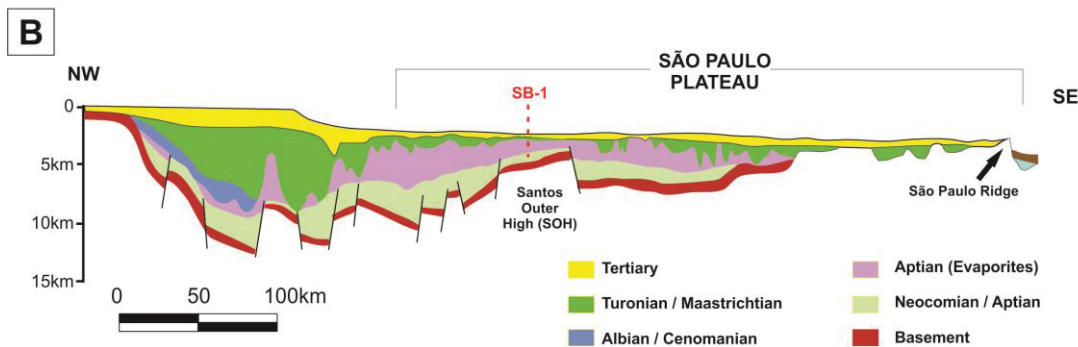 B
SÃO PAULO
PLATEAU
NW
SE
SB-1
0
5km
10km
15km
São Paulo Ridge
Santos
Outer
High (SOH)
0 50 100km
Tertiary
Turonian / Maastrichtian
Albian / Cenomanian
Aptian (Evaporites)
Neocomian / Aptian
Basement